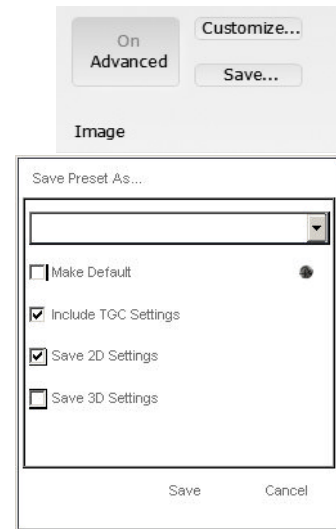 On
Advanced
Customize...
Save...
Image
Save Preset As...
Make Default
Include TGC Settings
Save 2D Settings
Save 3D Settings
Save Cancel